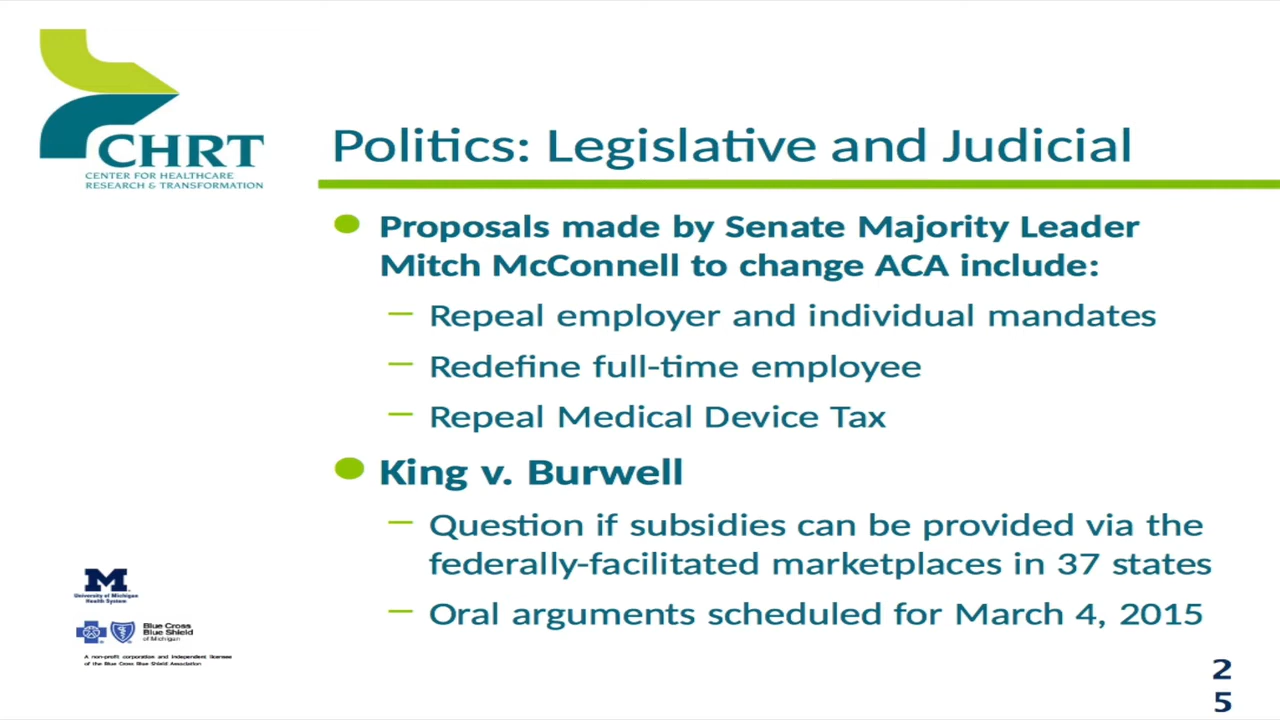 CHRT
CENTER FOR HEALTHCARE
RESEARCH & TRANSFORMATION
Politics: Legislative and Judicial
Proposals made by Senate Majority Leader
Mitch McConnell to change ACA include:
– Repeal employer and individual mandates
– Redefine full-time employee
– Repeal Medical Device Tax
King v. Burwell
– Question if subsidies can be provided via the
federally-facilitated marketplaces in 37 states
– Oral arguments scheduled for March 4, 2015
M
University of Michigan
Health System
Blue Cross
Blue Shield
of Michigan
A non-profit corporation and independent licensee
of the Blue Cross Blue Shield Association
2
5